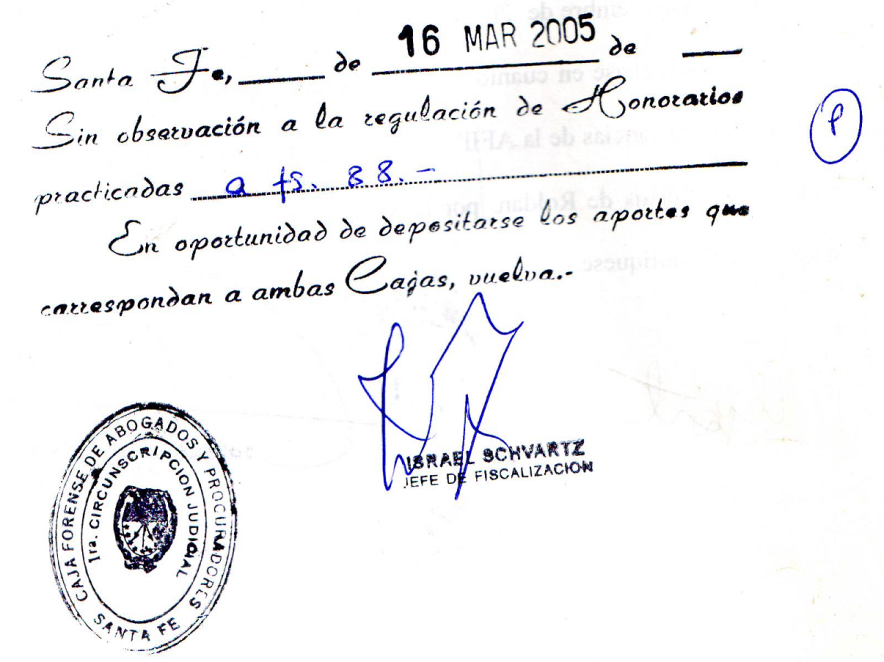 16 MAR 2005
Santa Fe, ____ de ________ de ____
Sin observación a la regulación de Honorarios
practicadas a fs. 88.-
En oportunidad de depositarse los aportes que
correspondan a ambas Cajas, vuelva.-
P
ISRAEL SCHVARTZ
JEFE DE FISCALIZACION
CAJA FORENSE DE ABOGADOS Y PROCURADORES
1ra. CIRCUNSCRIPCION JUDICIAL
SANTA FE